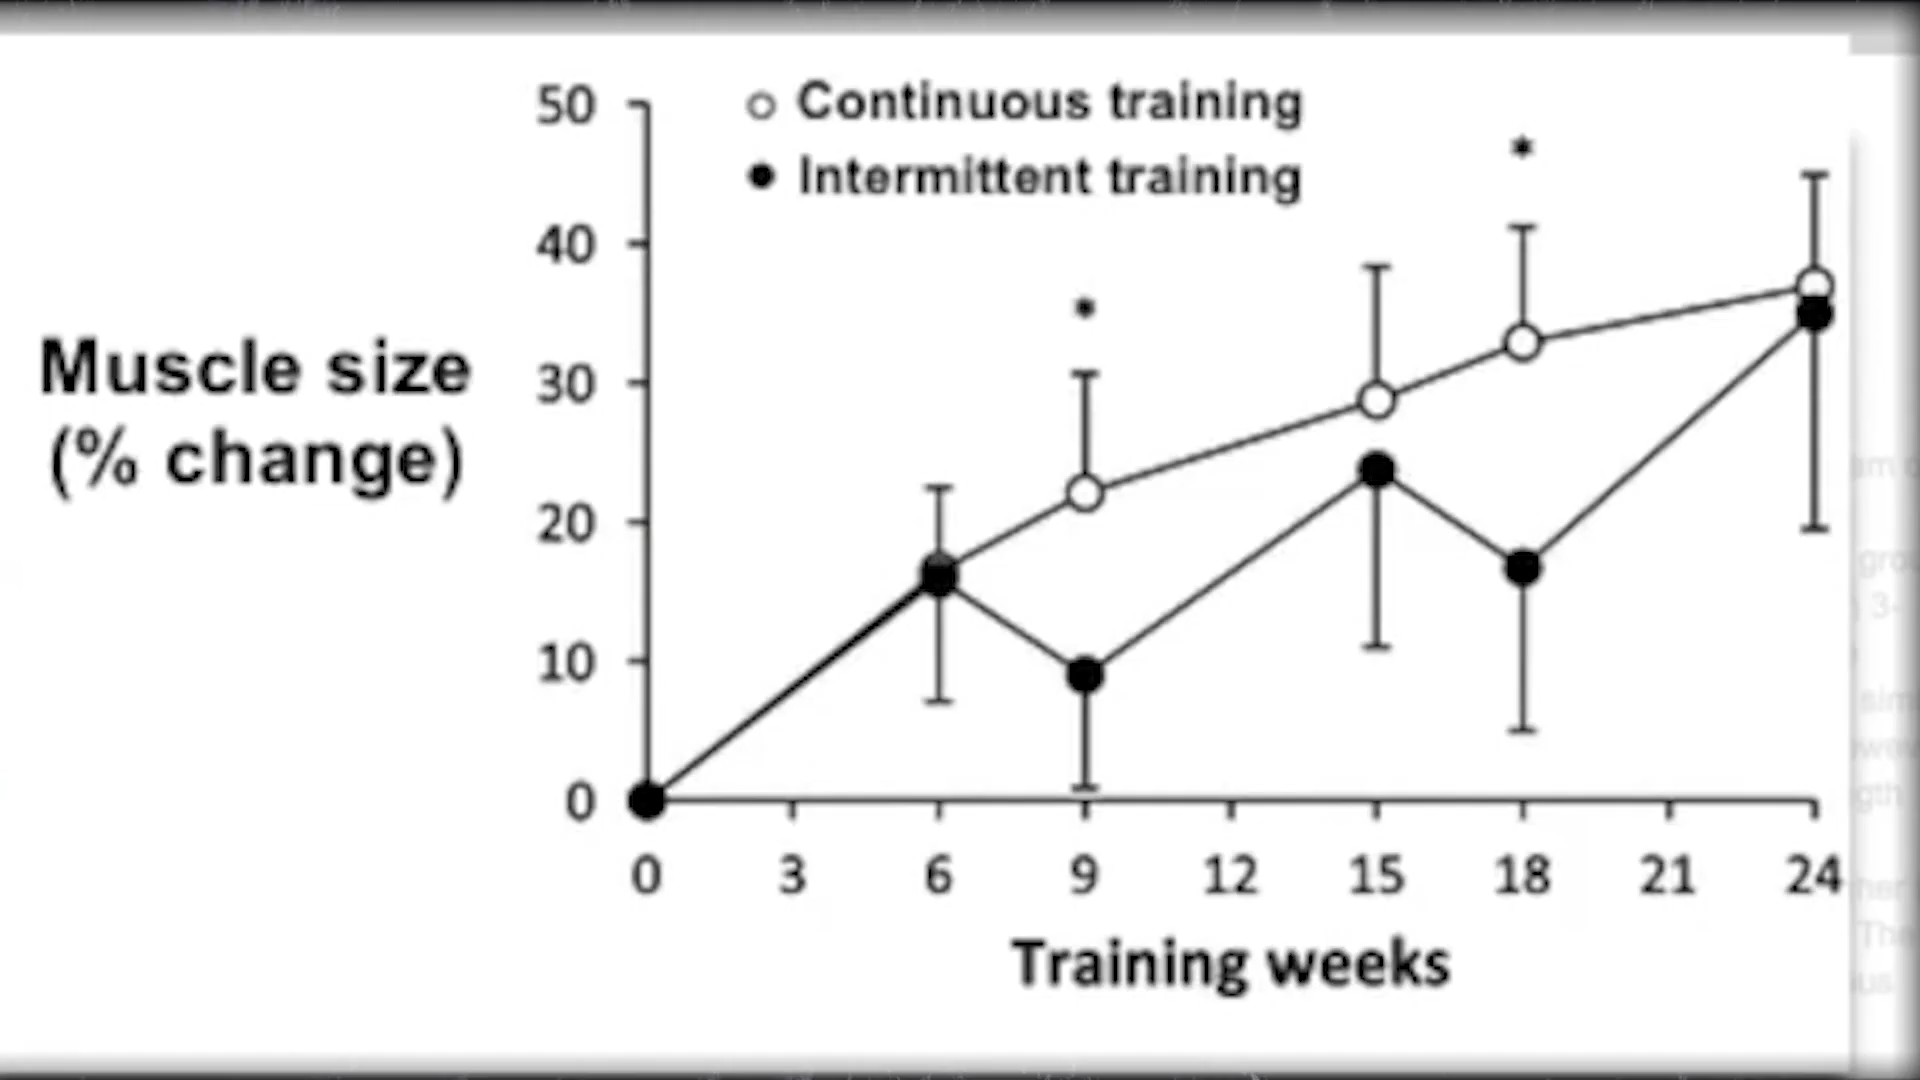 50
Continuous training
Intermittent training
*
*
40
Muscle size
(% change)
30
20
10
0
0 3 6 9 12 15 18 21 24
Training weeks